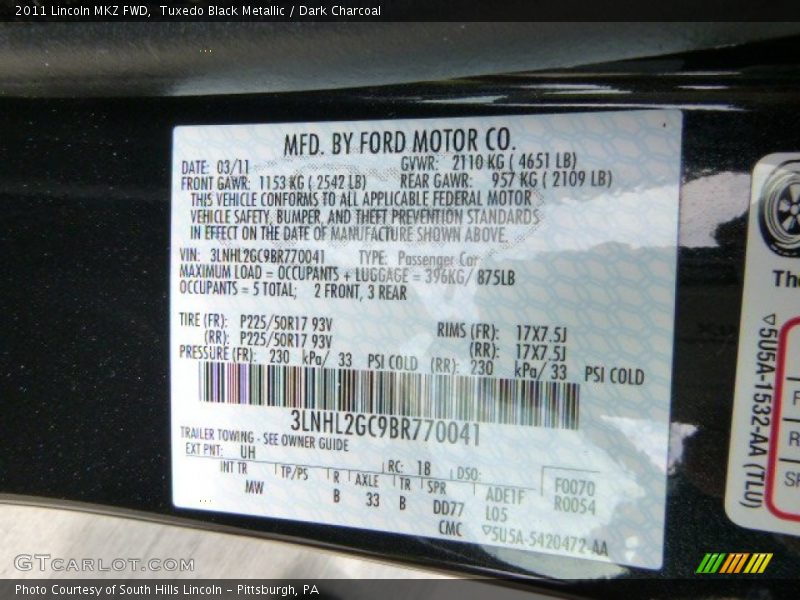 2011 Lincoln MKZ FWD, Tuxedo Black Metallic / Dark Charcoal
MFD. BY FORD MOTOR CO.
DATE: 03/11 GVWR: 2110 KG ( 4651 LB)
FRONT GAWR: 1153 KG ( 2542 LB) REAR GAWR: 957 KG ( 2109 LB)
THIS VEHICLE CONFORMS TO ALL APPLICABLE FEDERAL MOTOR
VEHICLE SAFETY, BUMPER, AND THEFT PREVENTION STANDARDS
IN EFFECT ON THE DATE OF MANUFACTURE SHOWN ABOVE.
VIN: 3LNHL2GC9BR770041 TYPE: Passenger Car
MAXIMUM LOAD = OCCUPANTS + LUGGAGE = 396KG/ 875LB
OCCUPANTS = 5 TOTAL; 2 FRONT, 3 REAR
TIRE (FR): P225/50R17 93V RIMS (FR): 17X7.5J
(RR): P225/50R17 93V (RR): 17X7.5J
PRESSURE (FR): 230 kPa/ 33 PSI COLD (RR): 230 kPa/ 33 PSI COLD
3LNHL2GC9BR770041
TRAILER TOWING - SEE OWNER GUIDE
EXT PNT: UH RC: 18 DSO:
INT TR TP/PS R AXLE TR SPR ADE1F F0070
MW B 33 B DD77 L05 R0054
CMC ▽5U5A-5420472-AA
The
▽5U5A-1532-AA (TLU)
GTCARLOT.COM
Photo Courtesy of South Hills Lincoln - Pittsburgh, PA